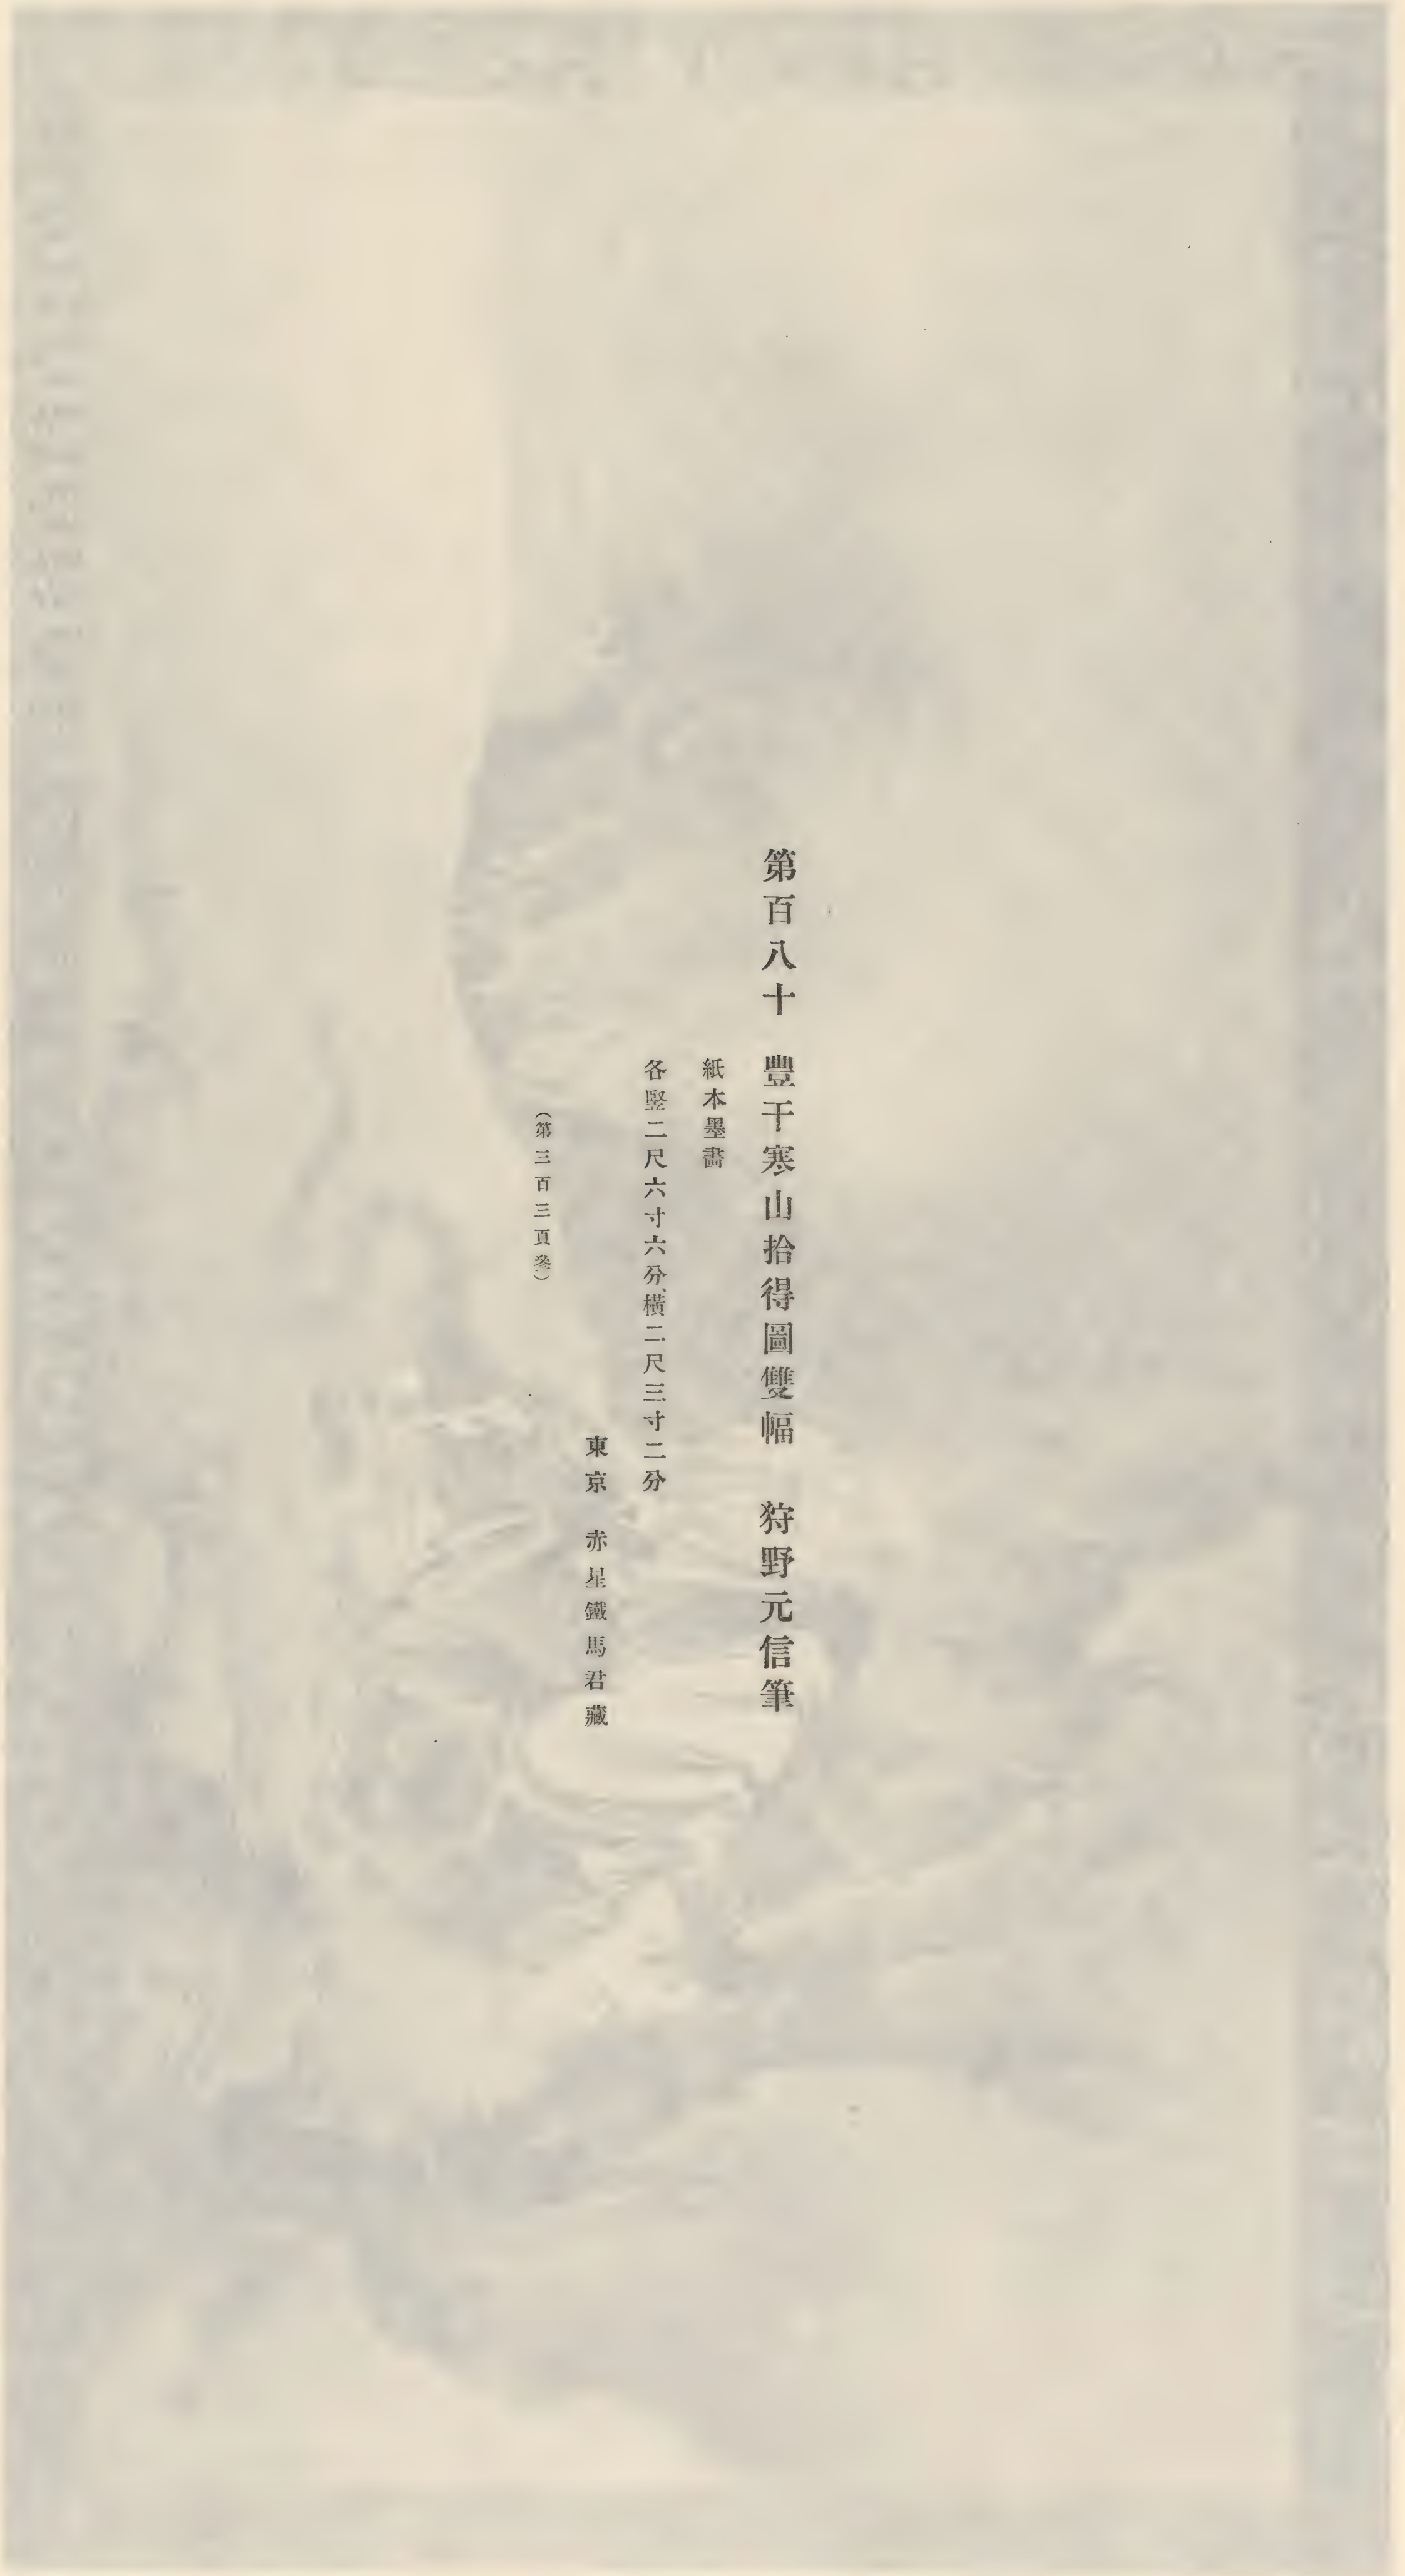 第百八十　豐干寒山拾得圖雙幅　狩野元信筆
紙本墨畵
各竪二尺六寸六分、橫二尺三寸二分
東京　赤星鐵馬君藏
（第三百三頁參）